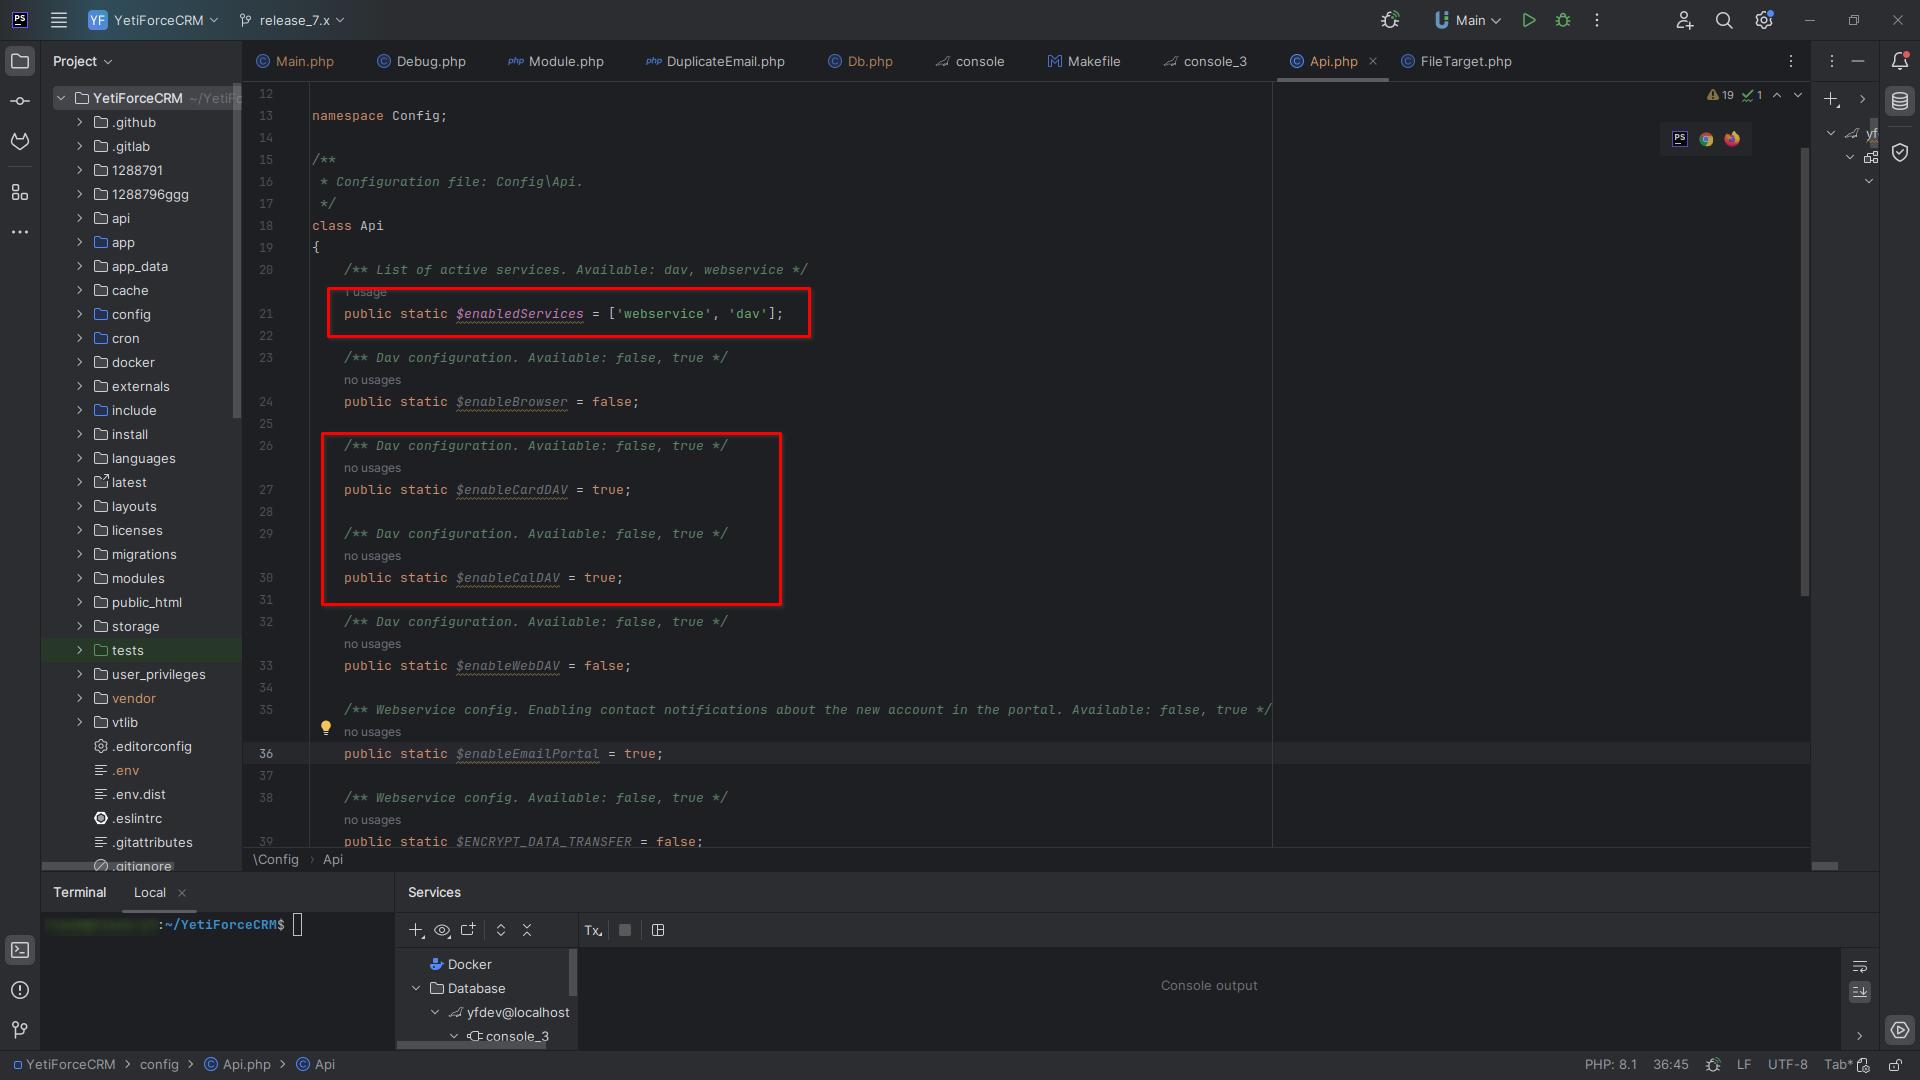 PS YF YetiForceCRM release_7.x Main
Project
Main.php Debug.php php Module.php php DuplicateEmail.php Db.php console Makefile console_3 Api.php FileTarget.php
YetiForceCRM ~/YetiFo
.github
.gitlab
1288791
1288796ggg
api
app
app_data
cache
config
cron
docker
externals
include
install
languages
latest
layouts
licenses
migrations
modules
public_html
storage
tests
user_privileges
vendor
vtlib
.editorconfig
.env
.env.dist
.eslintrc
.gitattributes
.gitignore
19 1
PS
yf
12
13 namespace Config;
14
15 /**
16 * Configuration file: Config\Api.
17 */
18 class Api
19 {
20 /** List of active services. Available: dav, webservice */
1 usage
21 public static $enabledServices = ['webservice', 'dav'];
22
23 /** Dav configuration. Available: false, true */
no usages
24 public static $enableBrowser = false;
25
26 /** Dav configuration. Available: false, true */
no usages
27 public static $enableCardDAV = true;
28
29 /** Dav configuration. Available: false, true */
no usages
30 public static $enableCalDAV = true;
31
32 /** Dav configuration. Available: false, true */
no usages
33 public static $enableWebDAV = false;
34
35 /** Webservice config. Enabling contact notifications about the new account in the portal. Available: false, true */
no usages
36 public static $enableEmailPortal = true;
37
38 /** Webservice config. Available: false, true */
no usages
39 public static $ENCRYPT_DATA_TRANSFER = false;
\Config › Api
Terminal Local
:~/YetiForceCRM$
Services
Tx
Docker
Database
yfdev@localhost
console_3
Console output
YetiForceCRM › config › Api.php › Api
PHP: 8.1 36:45 LF UTF-8 Tab*